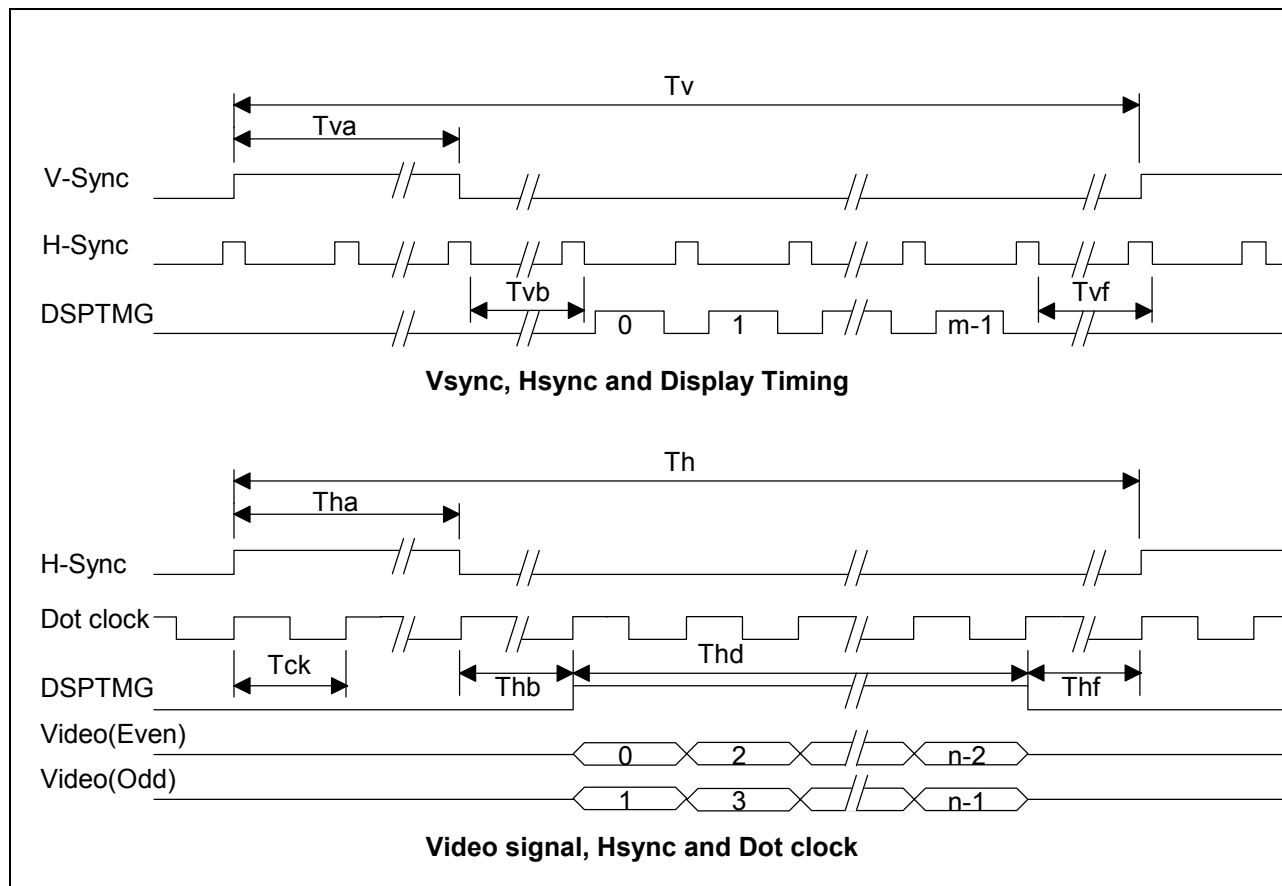 Tv
Tva
V-Sync
H-Sync
Tvb
Tvf
DSPTMG
0 1 m-1
Vsync, Hsync and Display Timing
Th
Tha
H-Sync
Dot clock
Tck
Thd
DSPTMG
Thb
Thf
Video(Even)
0 2 n-2
Video(Odd)
1 3 n-1
Video signal, Hsync and Dot clock